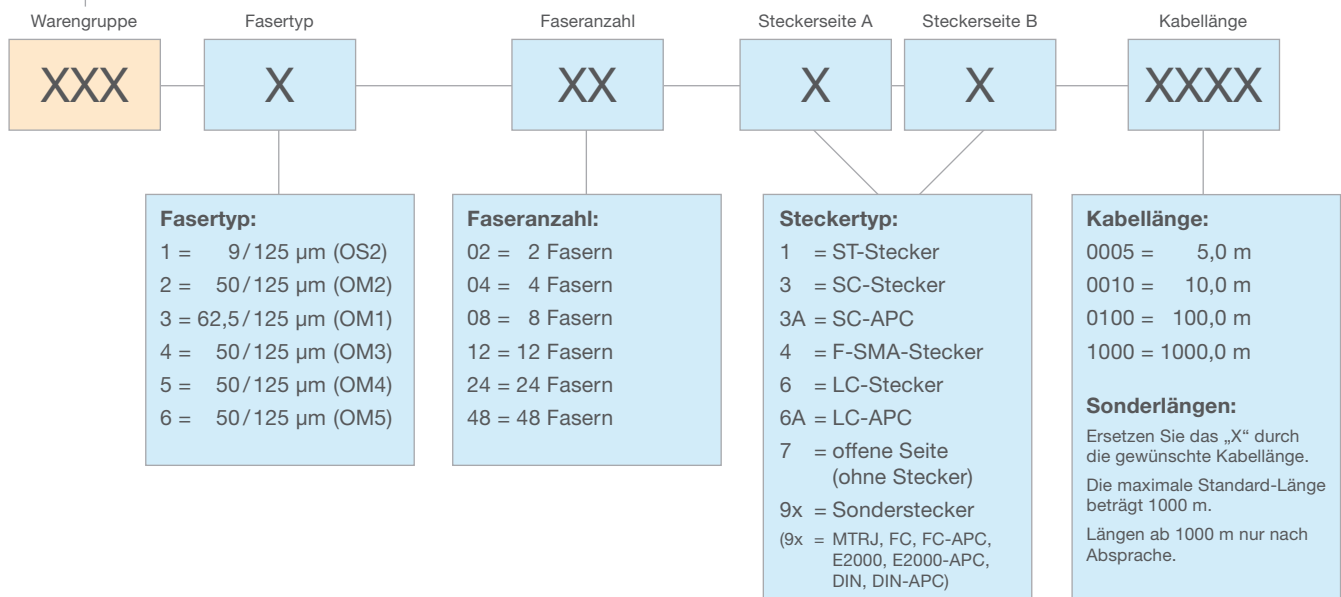 Warengruppe
Fasertyp
Faseranzahl
Steckerseite A
Steckerseite B
Kabellänge
XXX
X
XX
X
X
XXXX
Fasertyp:
1 = 9/125 µm (OS2)
2 = 50/125 µm (OM2)
3 = 62,5/125 µm (OM1)
4 = 50/125 µm (OM3)
5 = 50/125 µm (OM4)
6 = 50/125 µm (OM5)
Faseranzahl:
02 = 2 Fasern
04 = 4 Fasern
08 = 8 Fasern
12 = 12 Fasern
24 = 24 Fasern
48 = 48 Fasern
Steckertyp:
1 = ST-Stecker
3 = SC-Stecker
3A = SC-APC
4 = F-SMA-Stecker
6 = LC-Stecker
6A = LC-APC
7 = offene Seite
(ohne Stecker)
9x = Sonderstecker
(9x = MTRJ, FC, FC-APC,
E2000, E2000-APC,
DIN, DIN-APC)
Kabellänge:
0005 = 5,0 m
0010 = 10,0 m
0100 = 100,0 m
1000 = 1000,0 m
Sonderlängen:
Ersetzen Sie das „X“ durch
die gewünschte Kabellänge.
Die maximale Standard-Länge
beträgt 1000 m.
Längen ab 1000 m nur nach
Absprache.